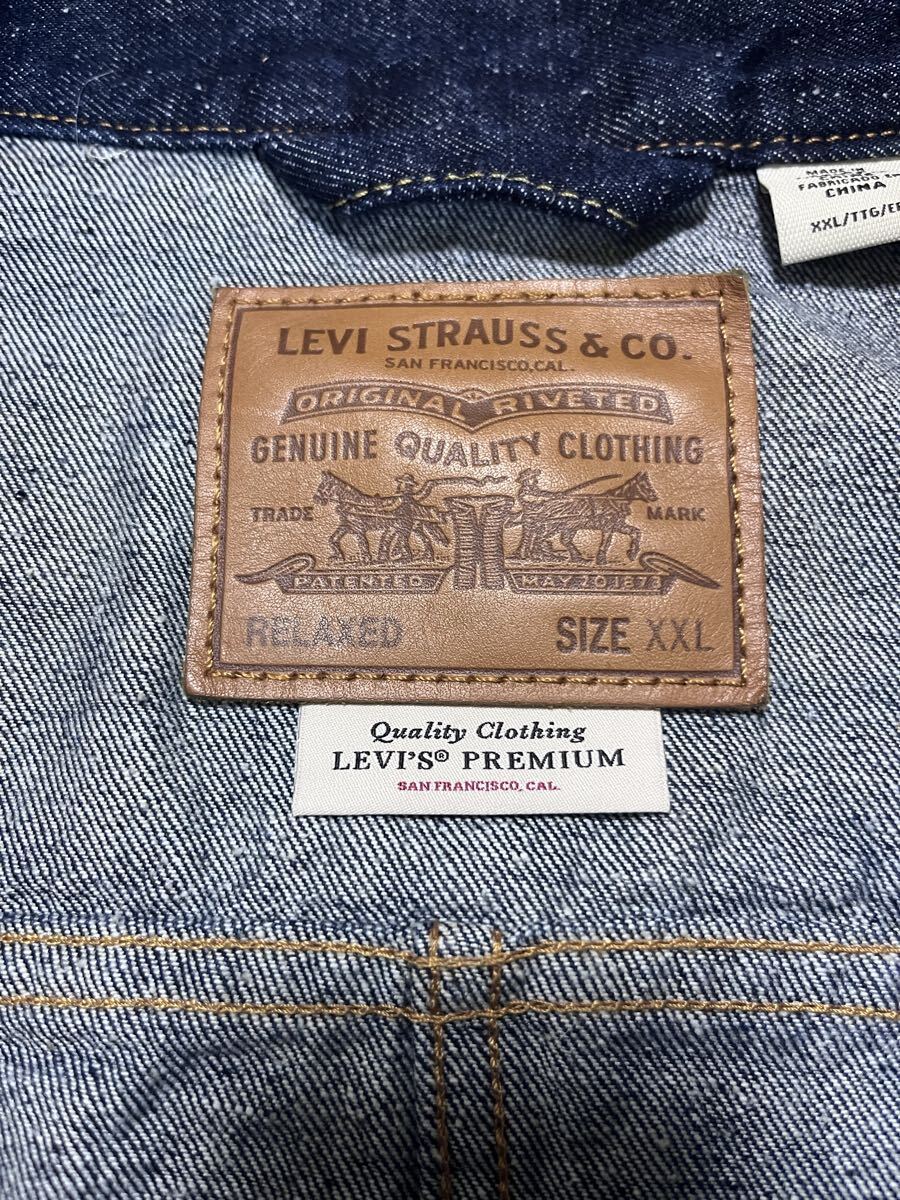 FABRICADO
CHINA
XXL/TTG/
LEVI STRAUSS & CO.
SAN FRANCISCO, CAL.
ORIGINAL RIVETED
GENUINE QUALITY CLOTHING
TRADE MARK
PATENTED MAY 20 1873
RELAXED SIZE XXL
Quality Clothing
LEVI'S® PREMIUM
SAN FRANCISCO, CAL.